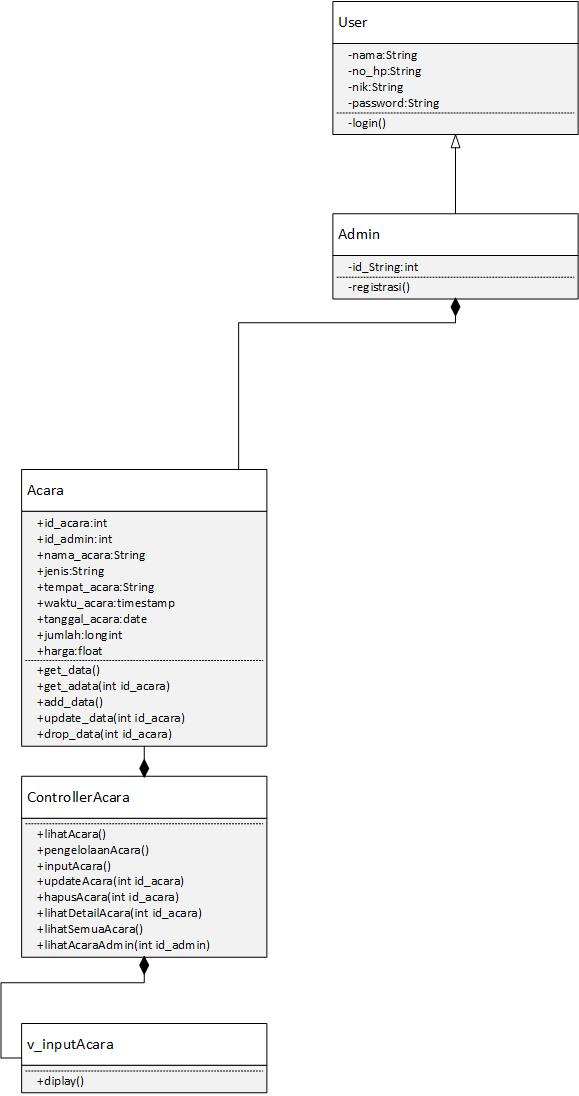 User
-nama:String
-no_hp:String
-nik:String
-password:String
-login()
Admin
-id_String:int
-registrasi()
Acara
+id_acara:int
+id_admin:int
+nama_acara:String
+jenis:String
+tempat_acara:String
+waktu_acara:timestamp
+tanggal_acara:date
+jumlah:longint
+harga:float
+get_data()
+get_adata(int id_acara)
+add_data()
+update_data(int id_acara)
+drop_data(int id_acara)
ControllerAcara
+lihatAcara()
+pengelolaanAcara()
+inputAcara()
+updateAcara(int id_acara)
+hapusAcara(int id_acara)
+lihatDetailAcara(int id_acara)
+lihatSemuaAcara()
+lihatAcaraAdmin(int id_admin)
v_inputAcara
+diplay()